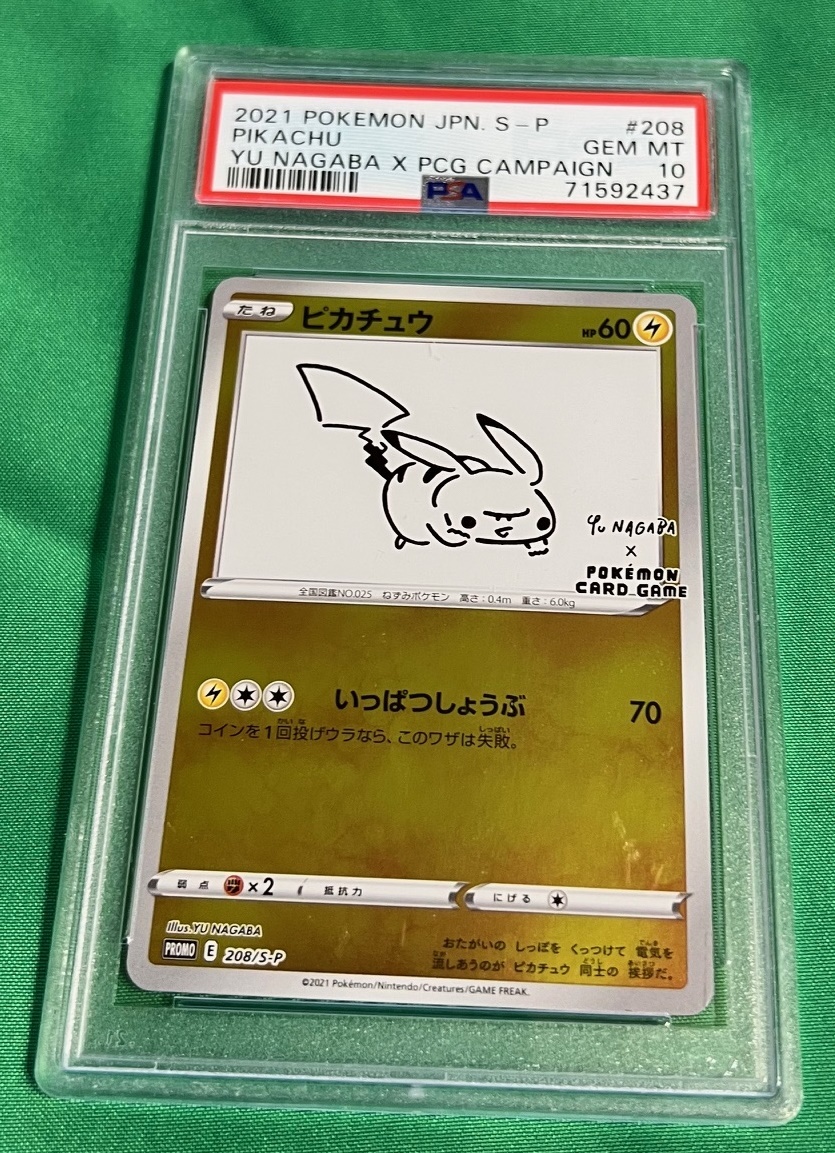 2021 POKEMON JPN. S-P #208
PIKACHU GEM MT
YU NAGABA X PCG CAMPAIGN 10
PSA 71592437
たね ピカチュウ HP60
Yu NAGABA
×
POKÉMON
CARD GAME
全国図鑑NO.025 ねずみポケモン 高さ:0.4m 重さ:6.0kg
いっぱつしょうぶ 70
コインを1回投げウラなら、このワザは失敗。
弱点 ×2 抵抗力 にげる
Illus.YU NAGABA
PROMO E 208/S-P
おたがいの しっぽを くっつけて 電気を
流しあうのが ピカチュウ 同士の 挨拶だ。
©2021 Pokémon/Nintendo/Creatures/GAME FREAK.